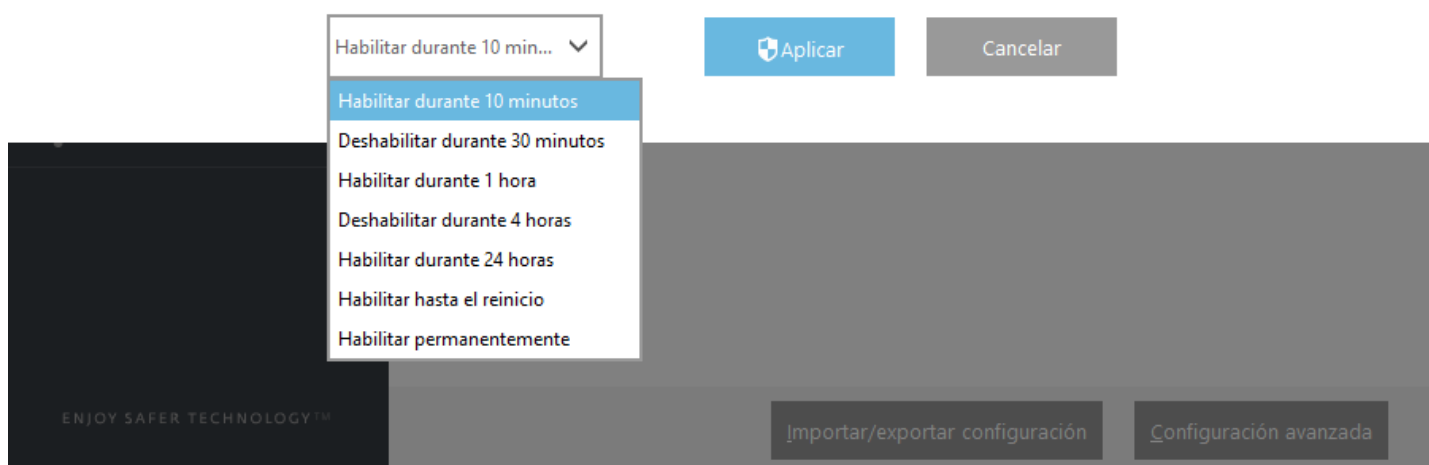 Habilitar durante 10 min...
Aplicar
Cancelar
Habilitar durante 10 minutos
Deshabilitar durante 30 minutos
Habilitar durante 1 hora
Deshabilitar durante 4 horas
Habilitar durante 24 horas
Habilitar hasta el reinicio
Habilitar permanentemente
ENJOY SAFER TECHNOLOGY™
Importar/exportar configuración
Configuración avanzada